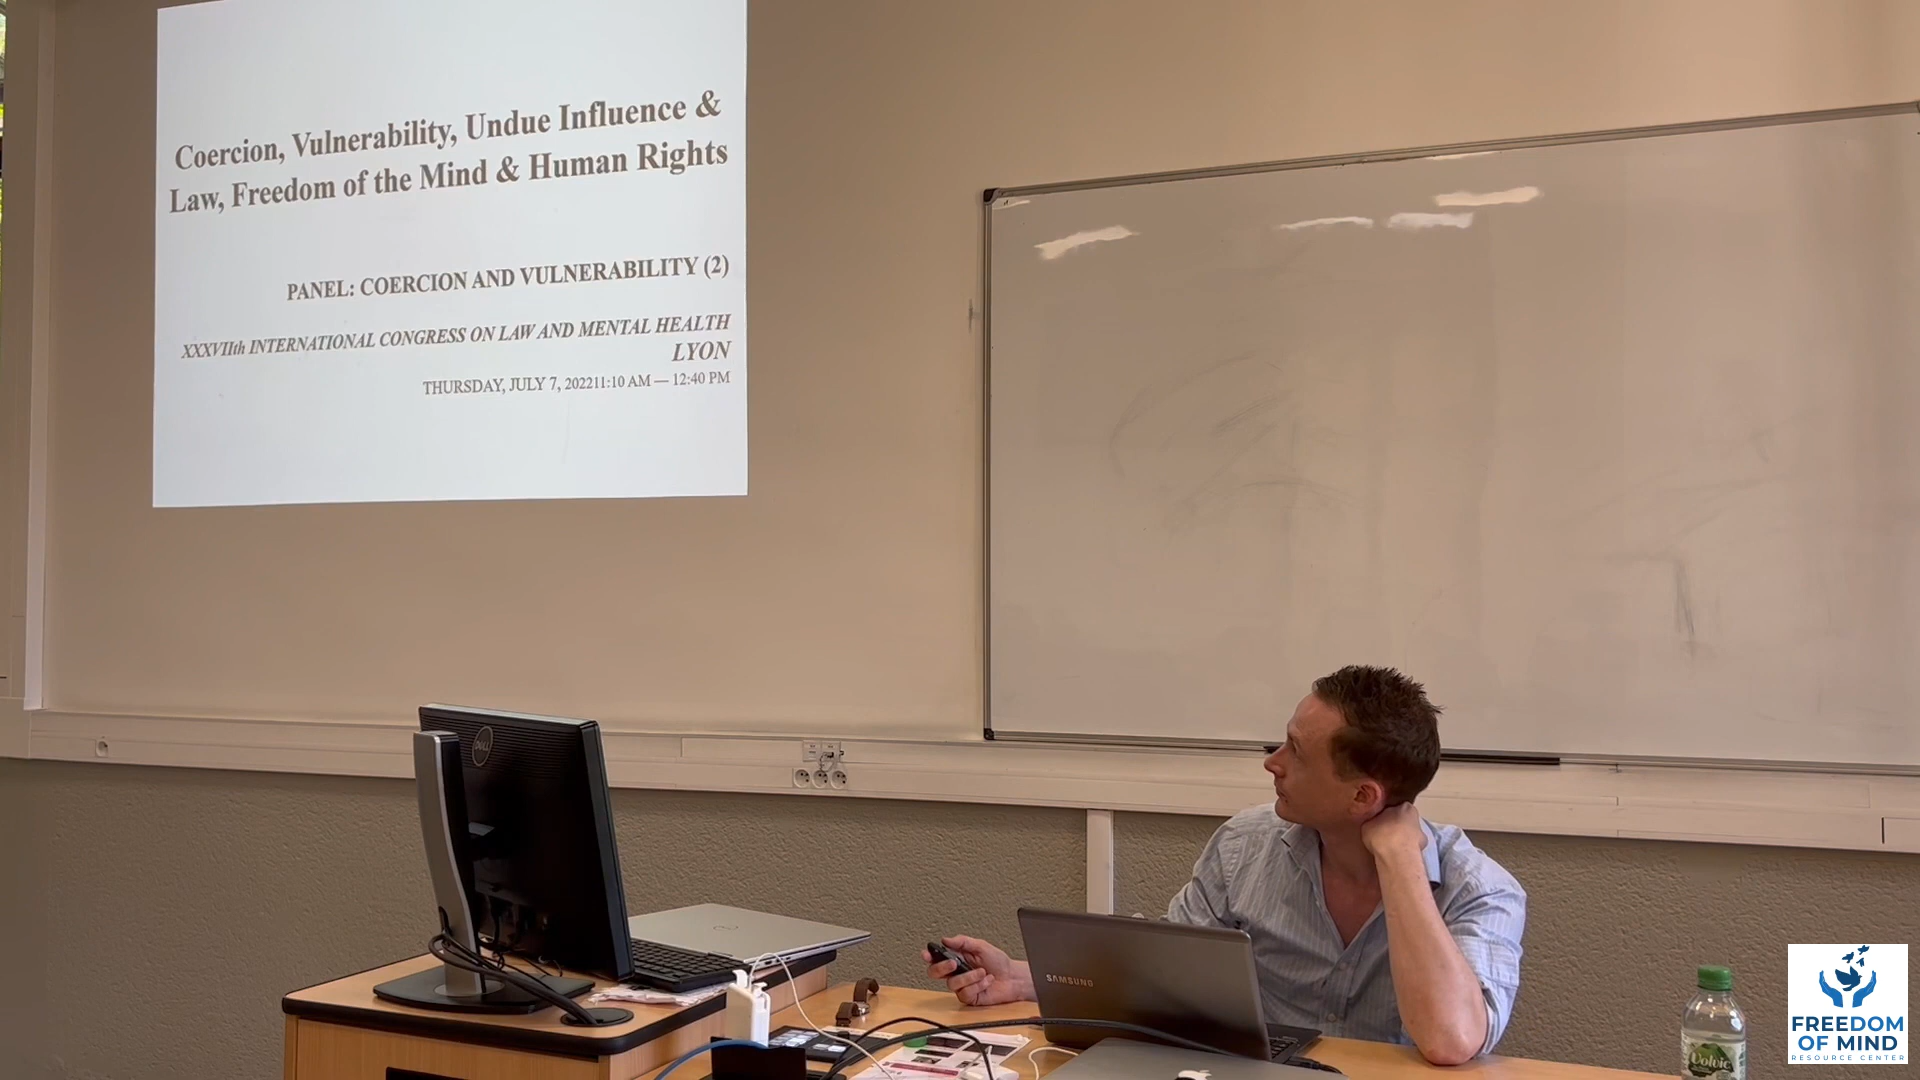 Coercion, Vulnerability, Undue Influence &
Law, Freedom of the Mind & Human Rights
PANEL: COERCION AND VULNERABILITY (2)
XXXVIIth INTERNATIONAL CONGRESS ON LAW AND MENTAL HEALTH
LYON
THURSDAY, JULY 7, 202211:10 AM — 12:40 PM
DELL
SAMSUNG
Volvic
FREEDOM
OF MIND
RESOURCE CENTER